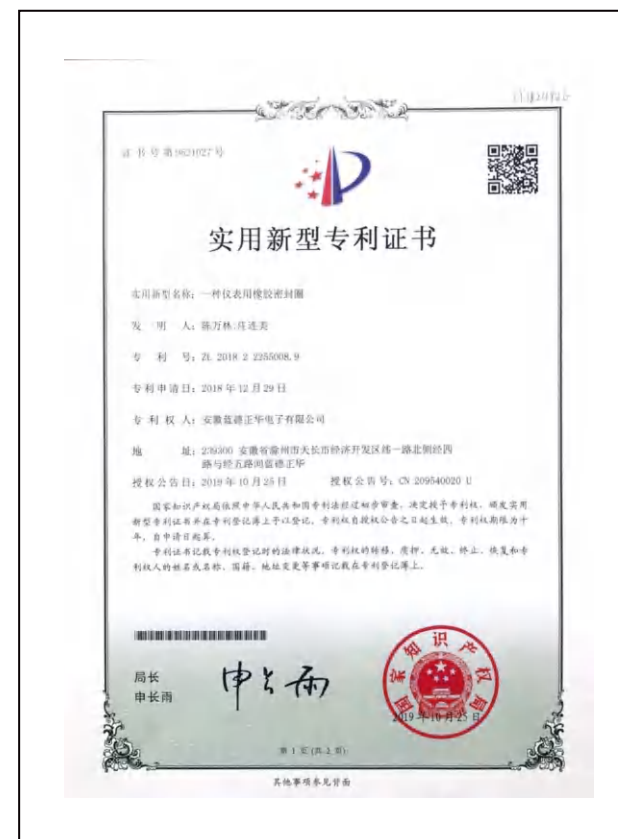 证书号第9621027号
实用新型专利证书
实用新型名称：一种仪表用橡胶密封圈
发 明 人：陈万林;
专 利 号：ZL 2018 2 2255008.9
专利申请日：2018年12月29日
专 利 权 人：安徽蓝德正华电子有限公司
地 址：239300 安徽省滁州市天长市经济开发区纬一路北侧经四
路与经五路间蓝德正华
授权公告日：2019年10月25日 授权公告号：CN 209540020 U
国家知识产权局依照中华人民共和国专利法经过初步审查，决定授予专利权，颁发实用
新型专利证书并在专利登记簿上予以登记。专利权自授权公告之日起生效。专利权期限为十
年，自申请日起算。
专利证书记载专利权登记时的法律状况。专利权的转移、质押、无效、终止、恢复和专
利权人的姓名或名称、国籍、地址变更等事项记载在专利登记簿上。
局长
申长雨
申长雨
国家知识产权局
2019年10月25日
第 1 页 (共 2 页)
其他事项参见背面